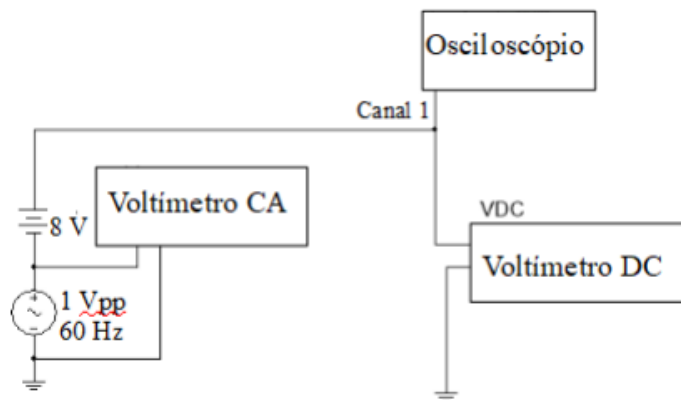 Osciloscópio
Canal 1
Voltímetro CA
8 V
VDC
Voltímetro DC
1 Vpp
60 Hz